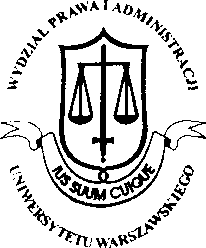 WYDZIAŁ PRAWA I ADMINISTRACJI
IUS SUUM CUIQUE
UNIWERSYTETU WARSZAWSKIEGO